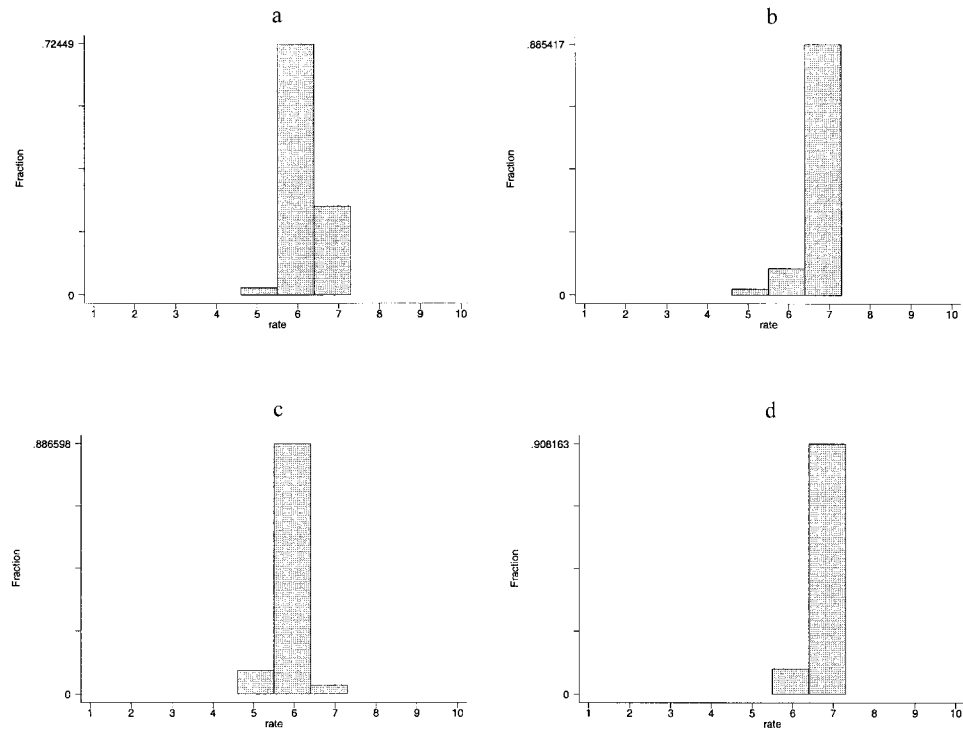 a
.72449
Fraction
0
1 2 3 4 5 6 7 8 9 10
rate
b
.885417
Fraction
0
1 2 3 4 5 6 7 8 9 10
rate
c
.886598
Fraction
0
1 2 3 4 5 6 7 8 9 10
rate
d
.908163
Fraction
0
1 2 3 4 5 6 7 8 9 10
rate